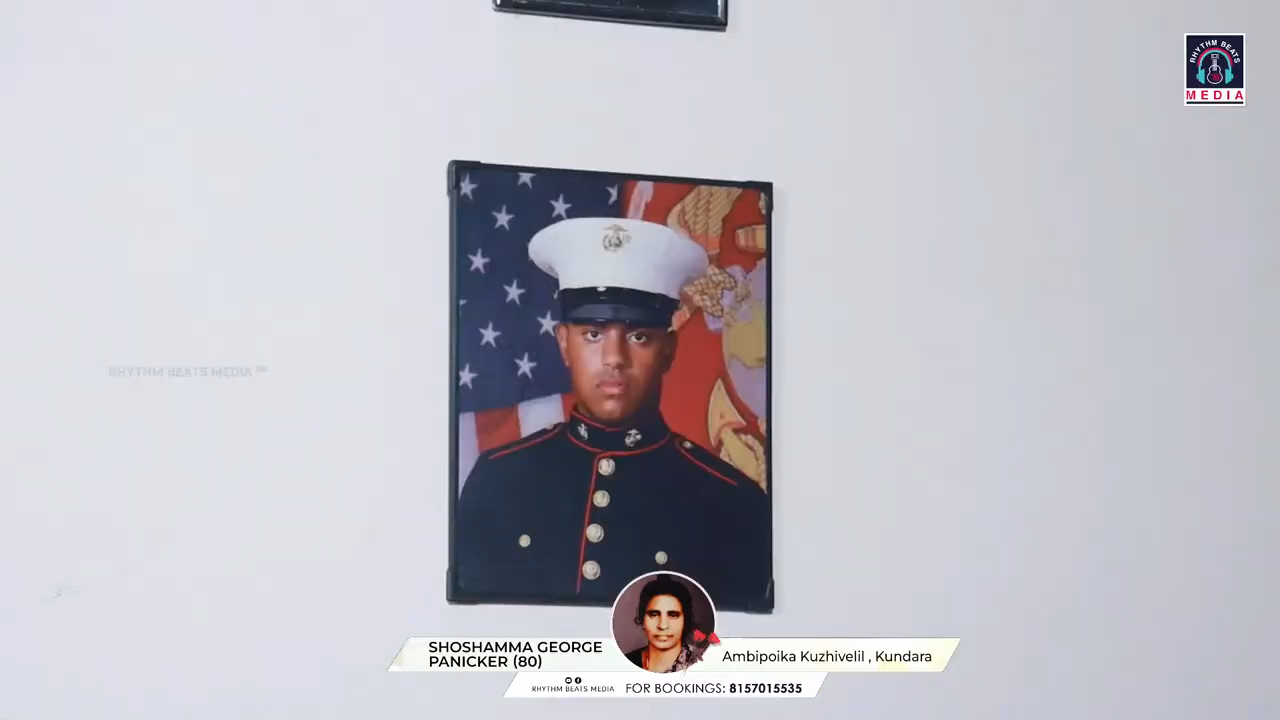 RHYTHM BEATS
MEDIA
RHYTHM BEATS MEDIA
SHOSHAMMA GEORGE
PANICKER (80)
Ambipoika Kuzhivelil , Kundara
RHYTHM BEATS MEDIA
FOR BOOKINGS: 8157015535